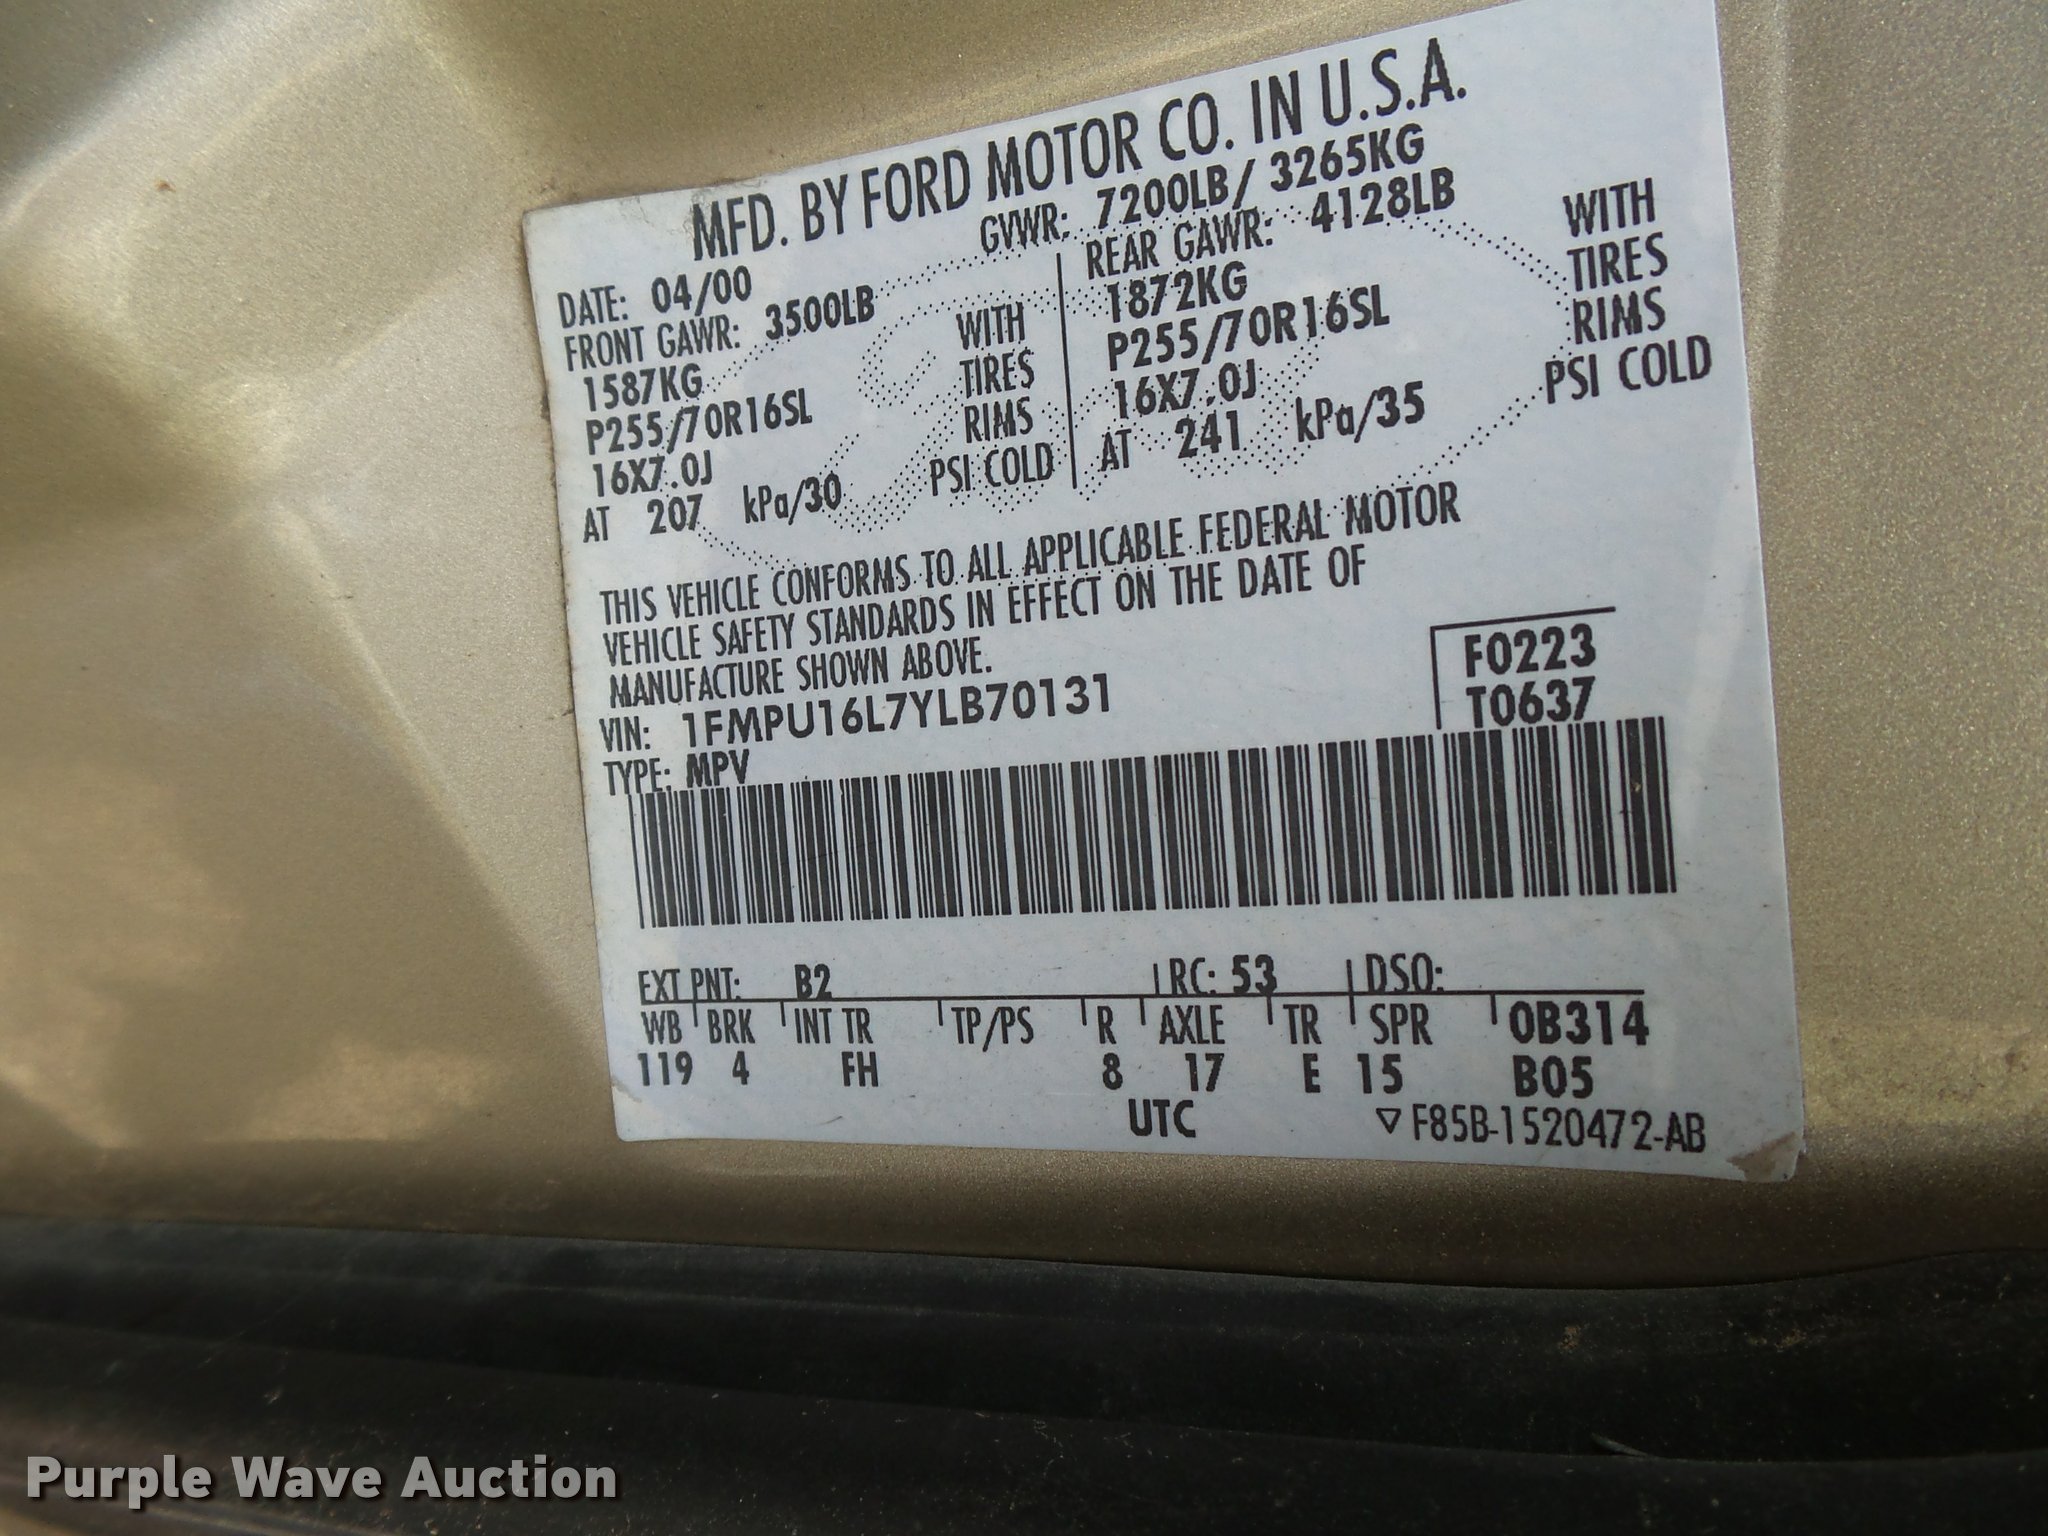 MFD. BY FORD MOTOR CO. IN U.S.A.
DATE: 04/00 GVWR: 7200LB/ 3265KG
FRONT GAWR: 3500LB REAR GAWR: 4128LB
1587KG WITH 1872KG WITH
P255/70R16SL TIRES P255/70R16SL TIRES
16X7.0J RIMS 16X7.0J RIMS
AT 207 kPa/30 PSI COLD AT 241 kPa/35 PSI COLD
THIS VEHICLE CONFORMS TO ALL APPLICABLE FEDERAL MOTOR
VEHICLE SAFETY STANDARDS IN EFFECT ON THE DATE OF
MANUFACTURE SHOWN ABOVE.
VIN: 1FMPU16L7YLB70131 F0223
TYPE: MPV T0637
EXT PNT: B2 RC: 53 DSO:
WB BRK INT TR TP/PS R AXLE TR SPR 0B314
119 4 FH 8 17 E 15 B05
UTC ▽F85B-1520472-AB
Purple Wave Auction